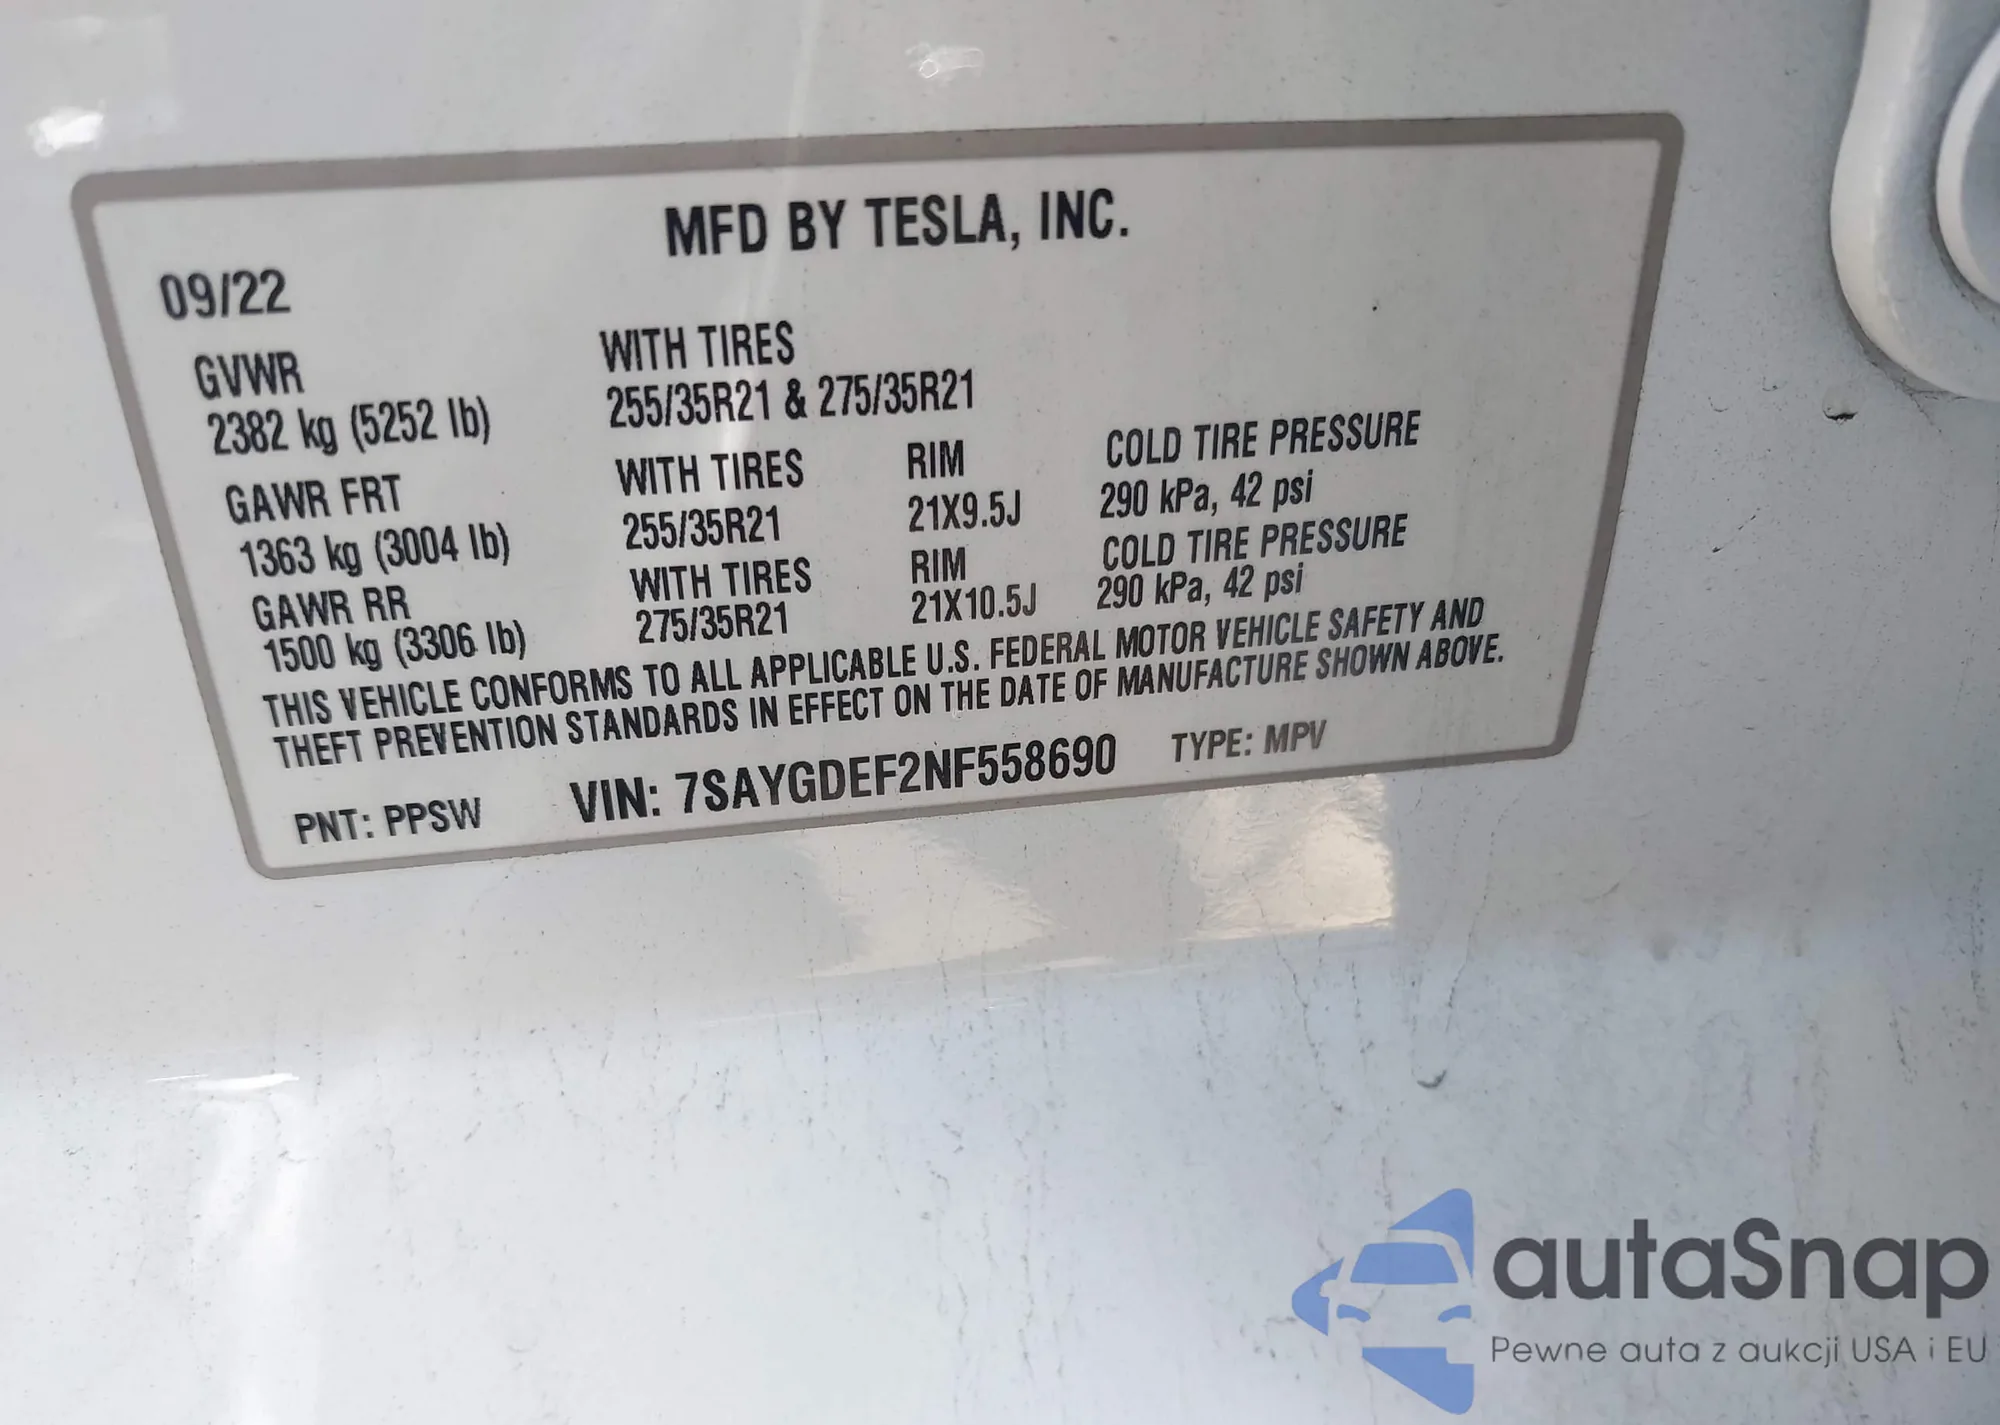 MFD BY TESLA, INC.
09/22
GVWR WITH TIRES
2382 kg (5252 lb) 255/35R21 & 275/35R21
GAWR FRT WITH TIRES RIM COLD TIRE PRESSURE
1363 kg (3004 lb) 255/35R21 21X9.5J 290 kPa, 42 psi
GAWR RR WITH TIRES RIM COLD TIRE PRESSURE
1500 kg (3306 lb) 275/35R21 21X10.5J 290 kPa, 42 psi
THIS VEHICLE CONFORMS TO ALL APPLICABLE U.S. FEDERAL MOTOR VEHICLE SAFETY AND
THEFT PREVENTION STANDARDS IN EFFECT ON THE DATE OF MANUFACTURE SHOWN ABOVE.
PNT: PPSW VIN: 7SAYGDEF2NF558690 TYPE: MPV
autaSnap
Pewne auta z aukcji USA i EU